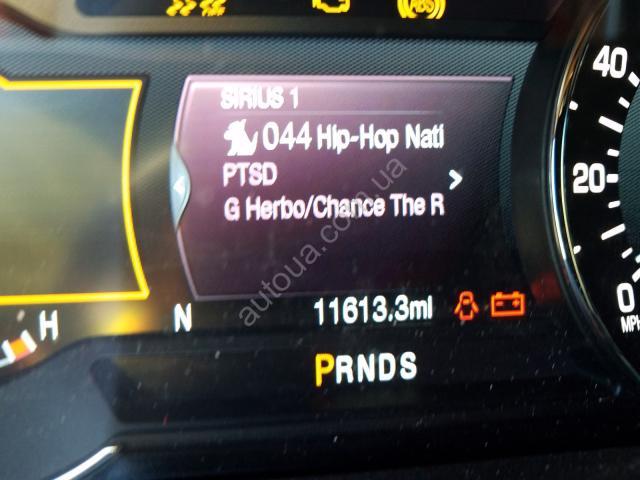 ABS
SIRIUS 1
044 Hip-Hop Nati
PTSD
G Herbo/Chance The R
40
20
0
MPH
H
N
11613.3mi
PRNDS
autoua.com.ua